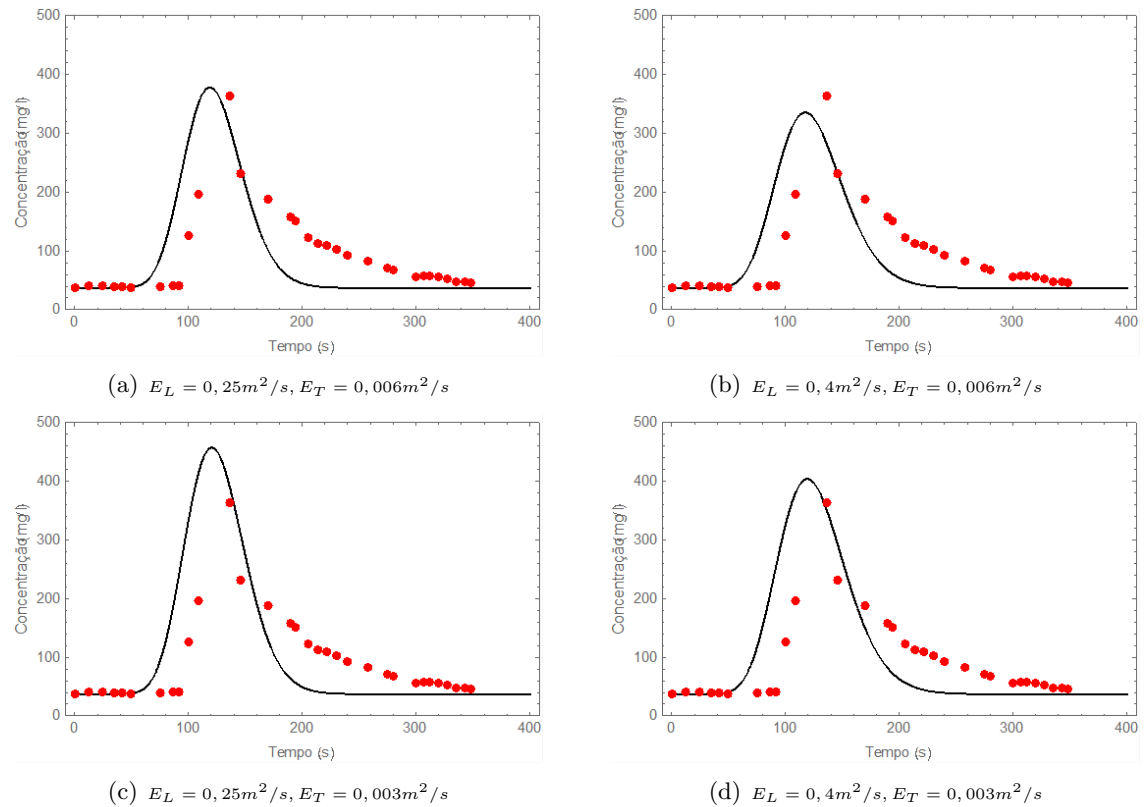 500
400
300
200
100
0
Concentração(mg/l)
0 100 200 300 400
Tempo (s)
(a) E_L = 0, 25m²/s, E_T = 0, 006m²/s
500
400
300
200
100
0
Concentração(mg/l)
0 100 200 300 400
Tempo (s)
(b) E_L = 0, 4m²/s, E_T = 0, 006m²/s
500
400
300
200
100
0
Concentração(mg/l)
0 100 200 300 400
Tempo (s)
(c) E_L = 0, 25m²/s, E_T = 0, 003m²/s
500
400
300
200
100
0
Concentração(mg/l)
0 100 200 300 400
Tempo (s)
(d) E_L = 0, 4m²/s, E_T = 0, 003m²/s